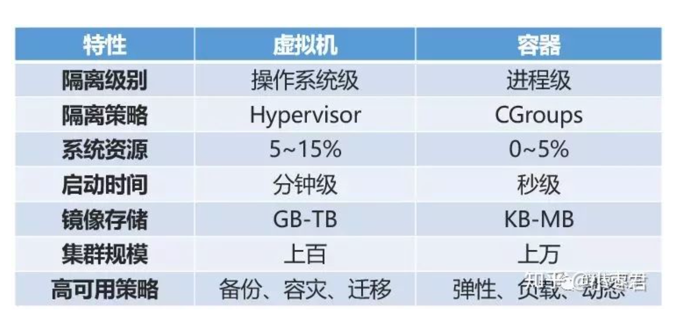 特性 虚拟机 容器
隔离级别 操作系统级 进程级
隔离策略 Hypervisor CGroups
系统资源 5~15% 0~5%
启动时间 分钟级 秒级
镜像存储 GB-TB KB-MB
集群规模 上百 上万
高可用策略 备份、容灾、迁移 弹性、负载、动态
知乎